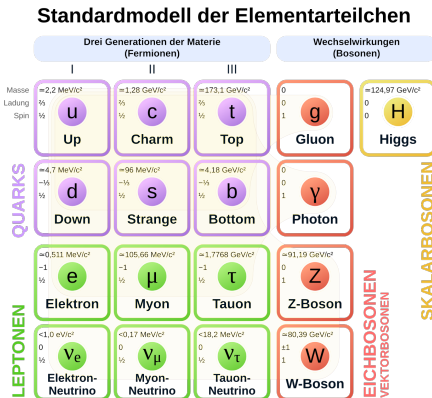 Standardmodell der Elementarteilchen
Drei Generationen der Materie
(Fermionen)
Wechselwirkungen
(Bosonen)
I
II
III
Masse
Ladung
Spin
≃2,2 MeV/c²
⅔
½
u
Up
≃1,28 GeV/c²
⅔
½
c
Charm
≃173,1 GeV/c²
⅔
½
t
Top
0
0
1
g
Gluon
≃124,97 GeV/c²
0
0
H
Higgs
QUARKS
≃4,7 MeV/c²
−⅓
½
d
Down
≃96 MeV/c²
−⅓
½
s
Strange
≃4,18 GeV/c²
−⅓
½
b
Bottom
0
0
1
γ
Photon
SKALARBOSONEN
LEPTONEN
≃0,511 MeV/c²
−1
½
e
Elektron
≃105,66 MeV/c²
−1
½
μ
Myon
≃1,7768 GeV/c²
−1
½
τ
Tauon
≃91,19 GeV/c²
0
1
Z
Z-Boson
EICHBOSONEN
VEKTORBOSONEN
<1,0 eV/c²
0
½
νe
Elektron-
Neutrino
<0,17 MeV/c²
0
½
νμ
Myon-
Neutrino
<18,2 MeV/c²
0
½
ντ
Tauon-
Neutrino
≃80,39 GeV/c²
±1
1
W
W-Boson